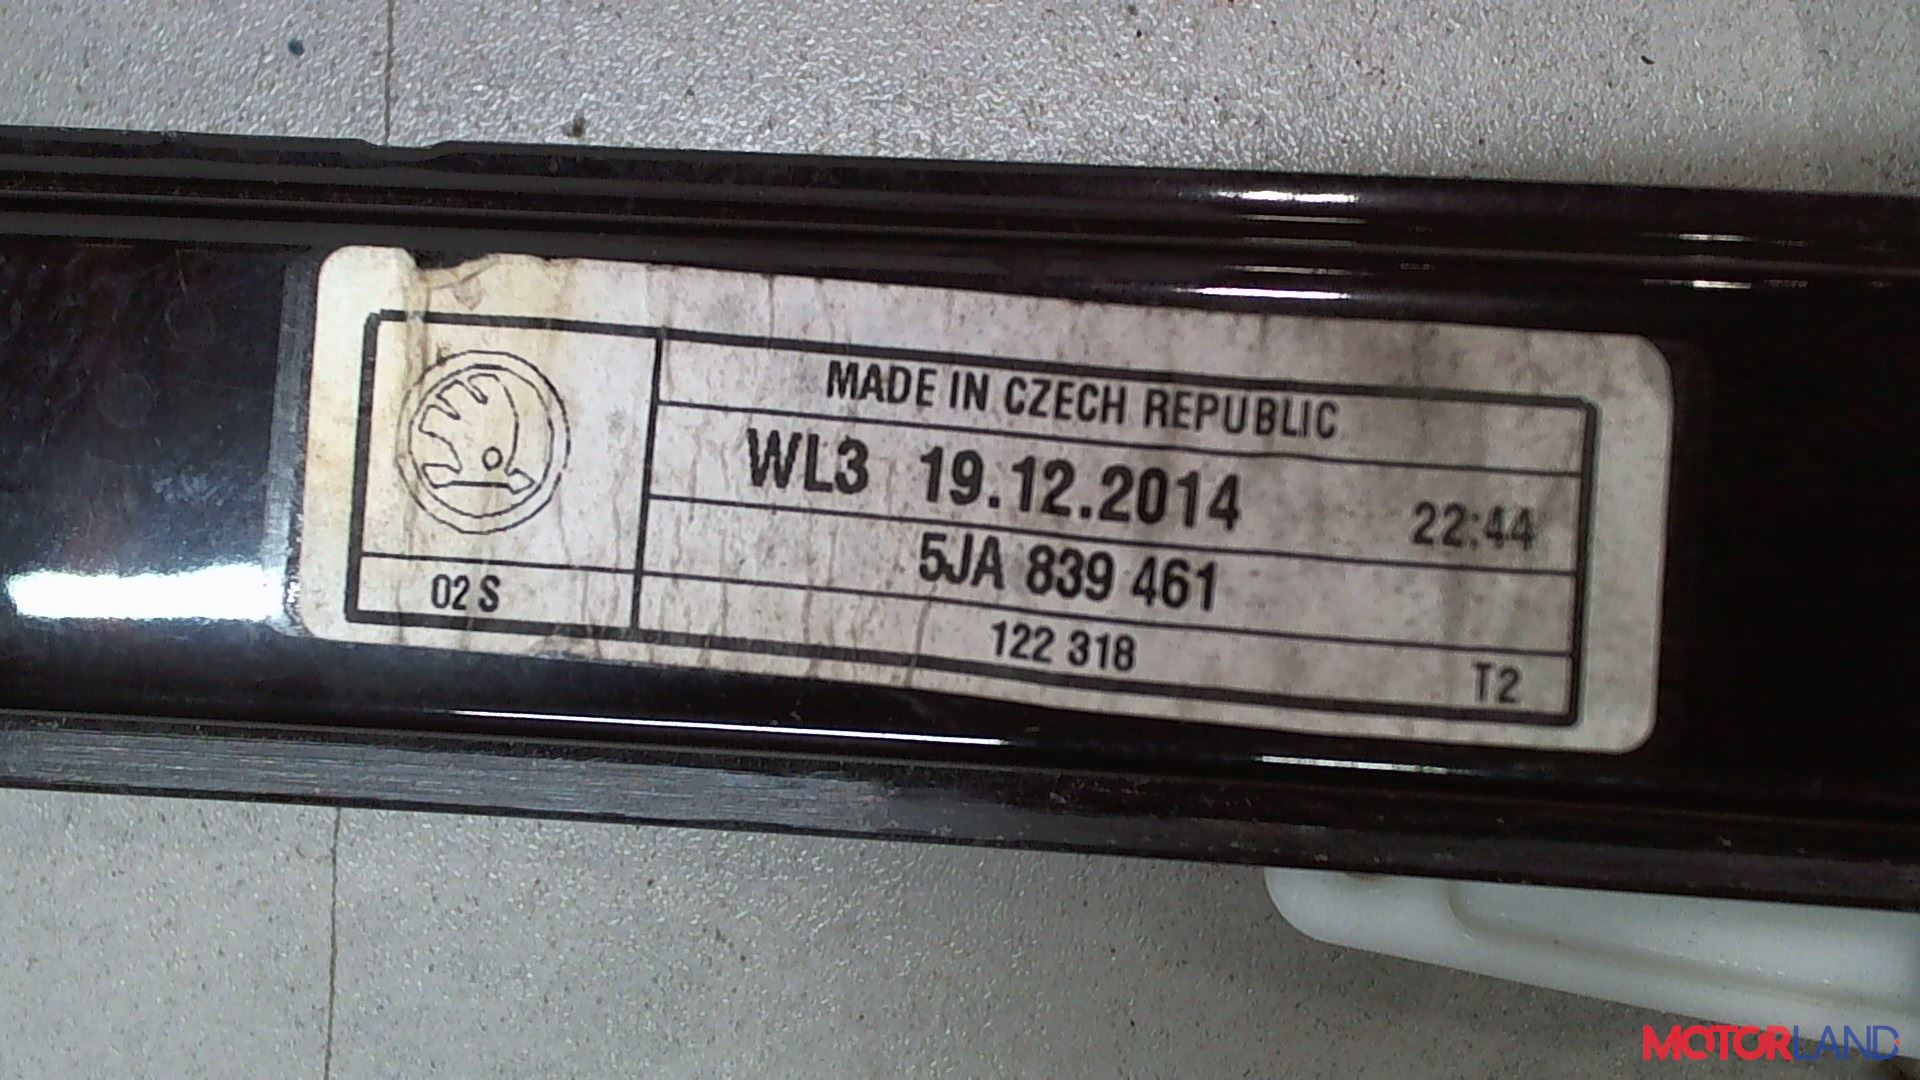 MADE IN CZECH REPUBLIC
WL3 19.12.2014 22:44
5JA 839 461
02 S 122 318 T2
MOTORLAND